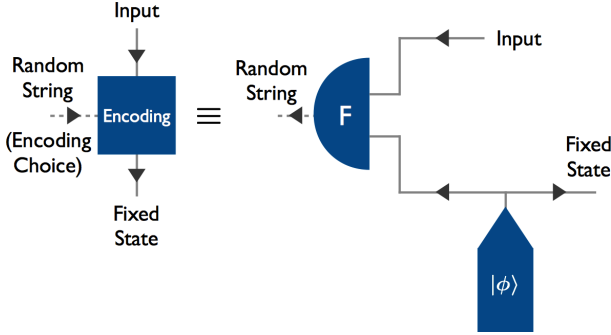 Input
Random
String
Encoding
(Encoding
Choice)
Fixed
State
≡
Random
String
F
Input
Fixed
State
|ϕ⟩